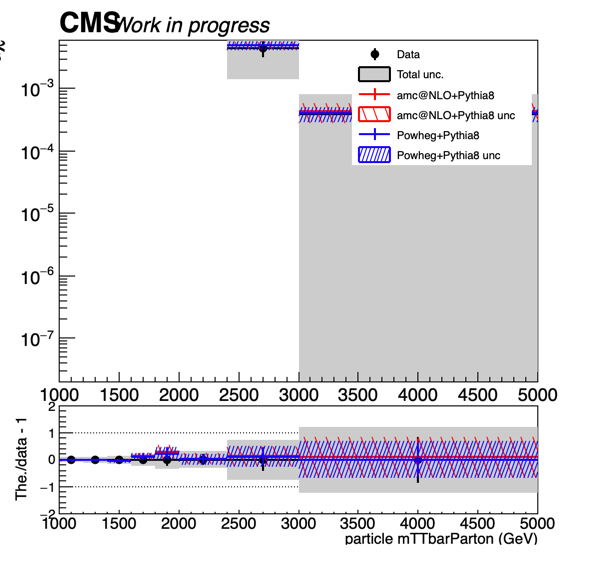 CMS Work in progress
Data
Total unc.
amc@NLO+Pythia8
amc@NLO+Pythia8 unc
Powheg+Pythia8
Powheg+Pythia8 unc
10⁻³
10⁻⁴
10⁻⁵
10⁻⁶
10⁻⁷
1000 1500 2000 2500 3000 3500 4000 4500 5000
The./data - 1
2
1
0
−1
−2
1000 1500 2000 2500 3000 3500 4000 4500 5000
particle mTTbarParton (GeV)